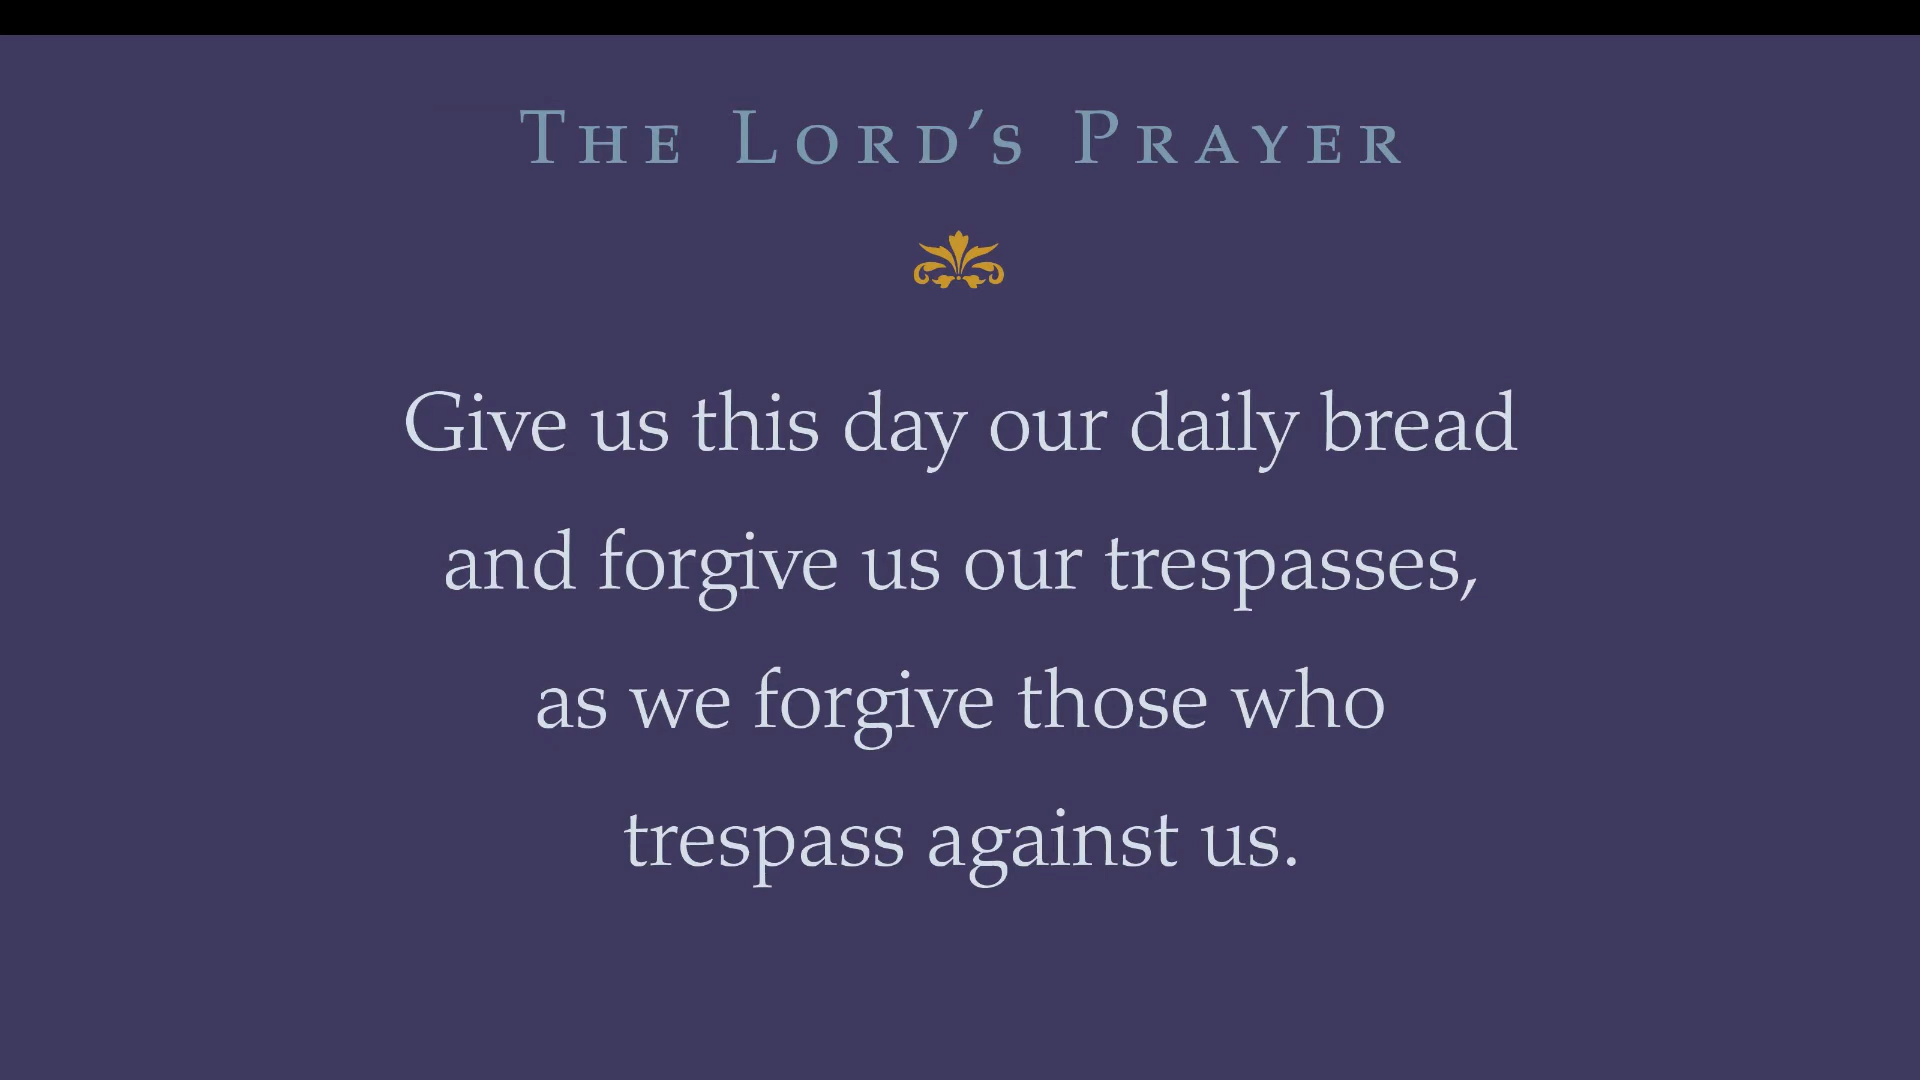 The Lord’s Prayer
Give us this day our daily bread
and forgive us our trespasses,
as we forgive those who
trespass against us.